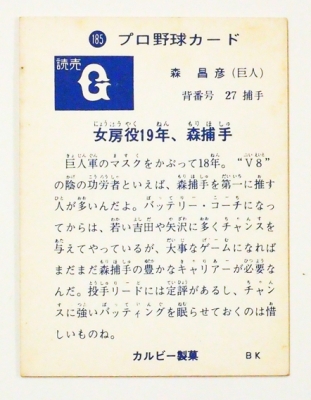 185 プロ野球カード
読売
G
森 昌彦(巨人)
背番号 27 捕手
女房役19年、森捕手
巨人軍のマスクをかぶって18年。“V8”
の陰の功労者といえば、森捕手を第一に推す
人が多いんだよ。バッテリー・コーチになっ
てからは、若い吉田や矢沢に多くチャンスを
与えてやっているが、大事なゲームになれば
まだまだ森捕手の豊かなキャリアーが必要な
んだ。投手リードには定評があるし、チャン
スに強いバッティングを眠らせておくのは惜
しいものね。
カルビー製菓 BK